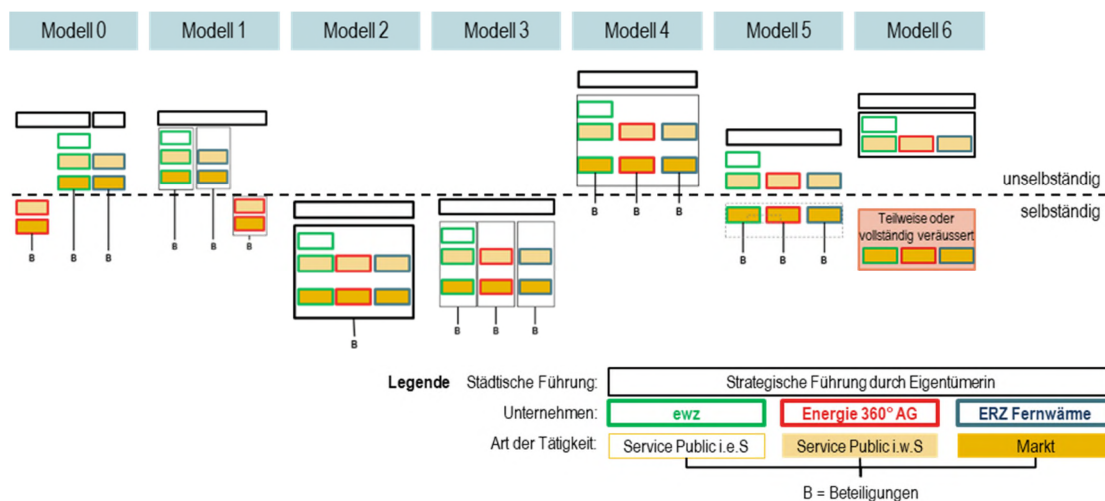 Modell 0 Modell 1 Modell 2 Modell 3 Modell 4 Modell 5 Modell 6
unselbständig
selbständig
Teilweise oder
vollständig veräussert
B B B B B B B B B B B B B B B
Legende Städtische Führung: Strategische Führung durch Eigentümerin
Unternehmen: ewz Energie 360° AG ERZ Fernwärme
Art der Tätigkeit: Service Public i.e.S Service Public i.w.S Markt
B = Beteiligungen